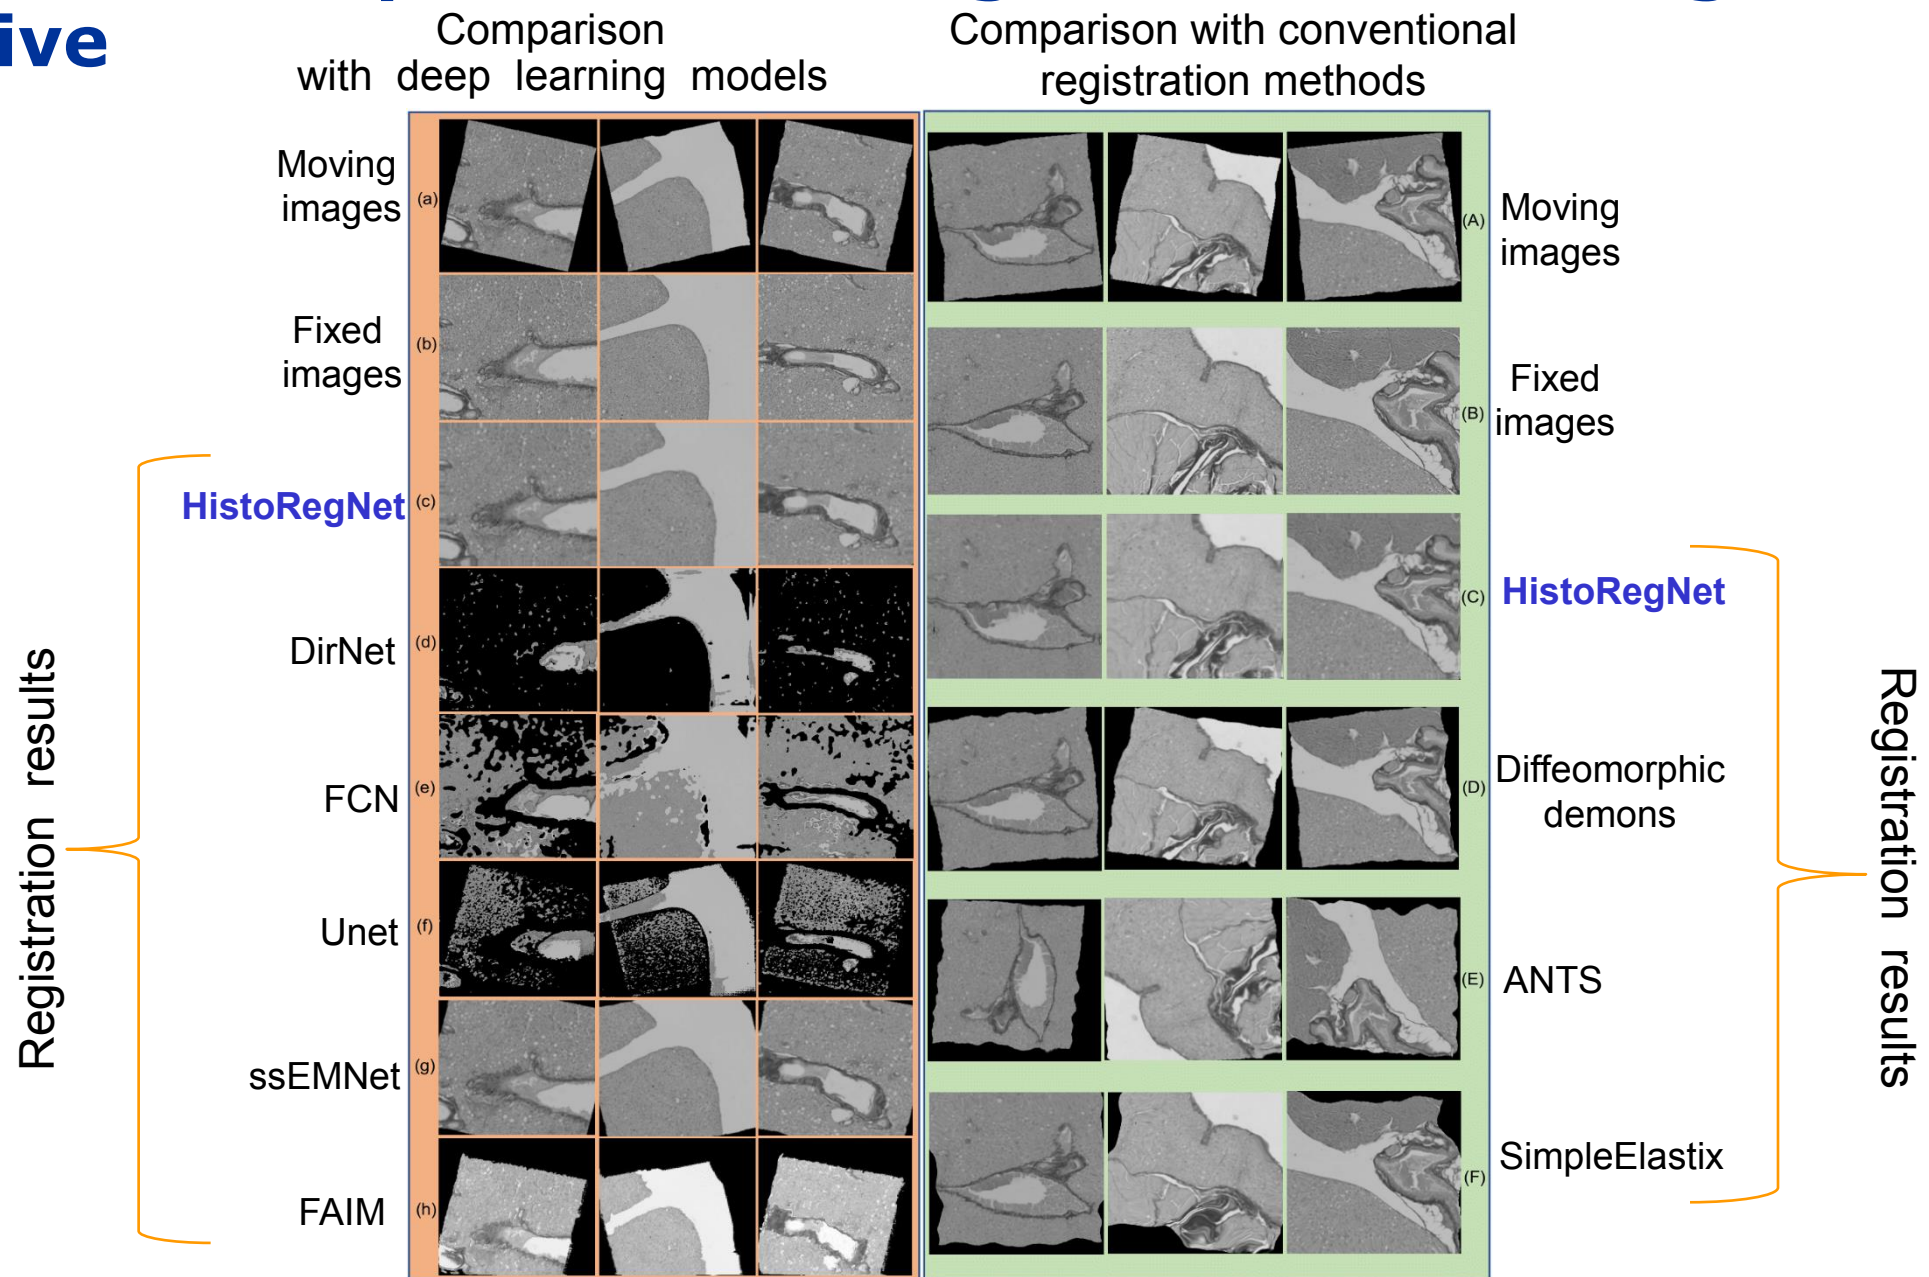 ive
Comparison
with deep learning models
Comparison with conventional
registration methods
Moving
images
(a)
Fixed
images
(b)
HistoRegNet
(c)
DirNet
(d)
FCN
(e)
Unet
(f)
ssEMNet
(g)
FAIM
(h)
Registration results
(A)
Moving
images
(B)
Fixed
images
(C)
HistoRegNet
(D)
Diffeomorphic
demons
(E)
ANTS
(F)
SimpleElastix
Registration results